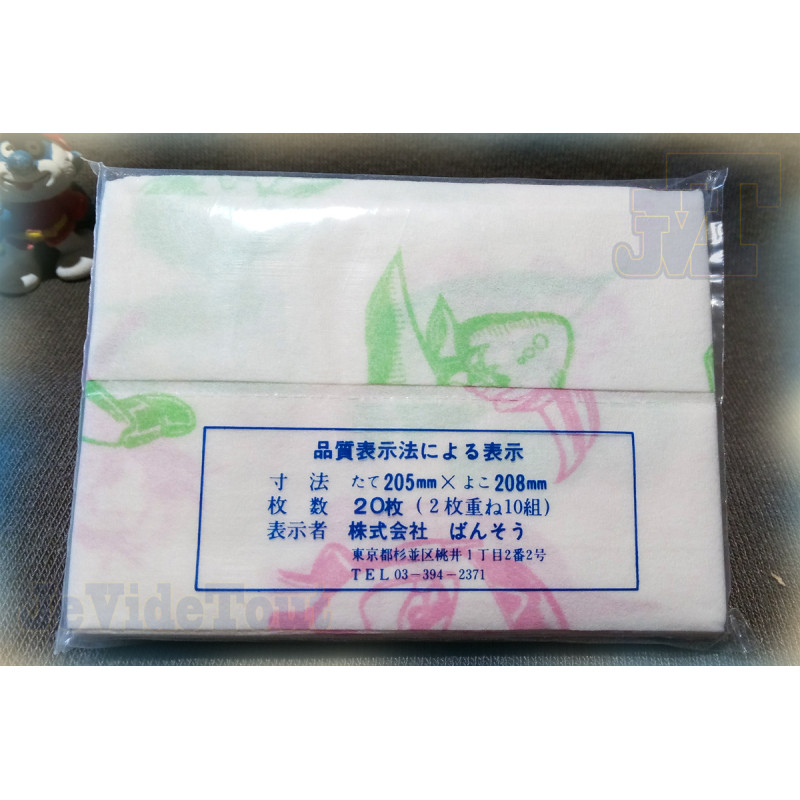 JVT
品質表示法による表示
寸 法 たて205mm×よこ208mm
枚 数 20枚(2枚重ね10組)
表示者 株式会社 ばんそう
東京都杉並区桃井1丁目2番2号
TEL 03-394-2371
JeVideTout